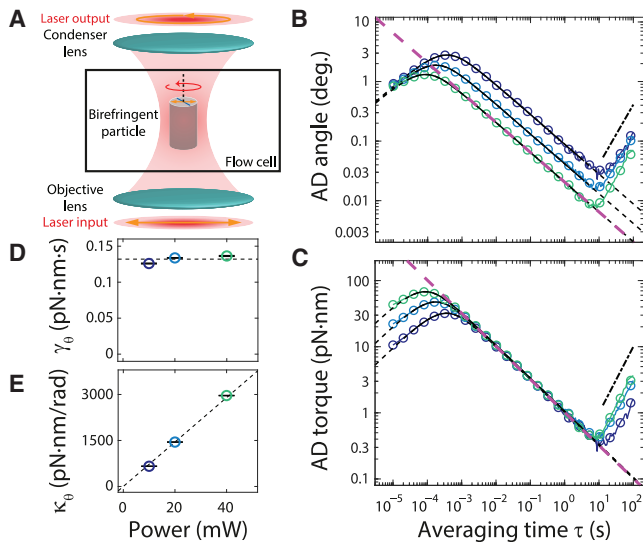 A
Laser output
Condenser lens
Birefringent particle
Flow cell
Objective lens
Laser input
B
AD angle (deg.)
10
3
1
0.3
0.1
0.03
0.01
0.003
C
AD torque (pN·nm)
100
30
10
3
1
0.3
0.1
10⁻⁵ 10⁻⁴ 10⁻³ 10⁻² 10⁻¹ 10⁰ 10¹ 10²
Averaging time τ (s)
D
γθ (pN·nm·s)
0.15
0.1
0.05
0
E
κθ (pN·nm/rad)
3000
1500
0
0 20 40
Power (mW)